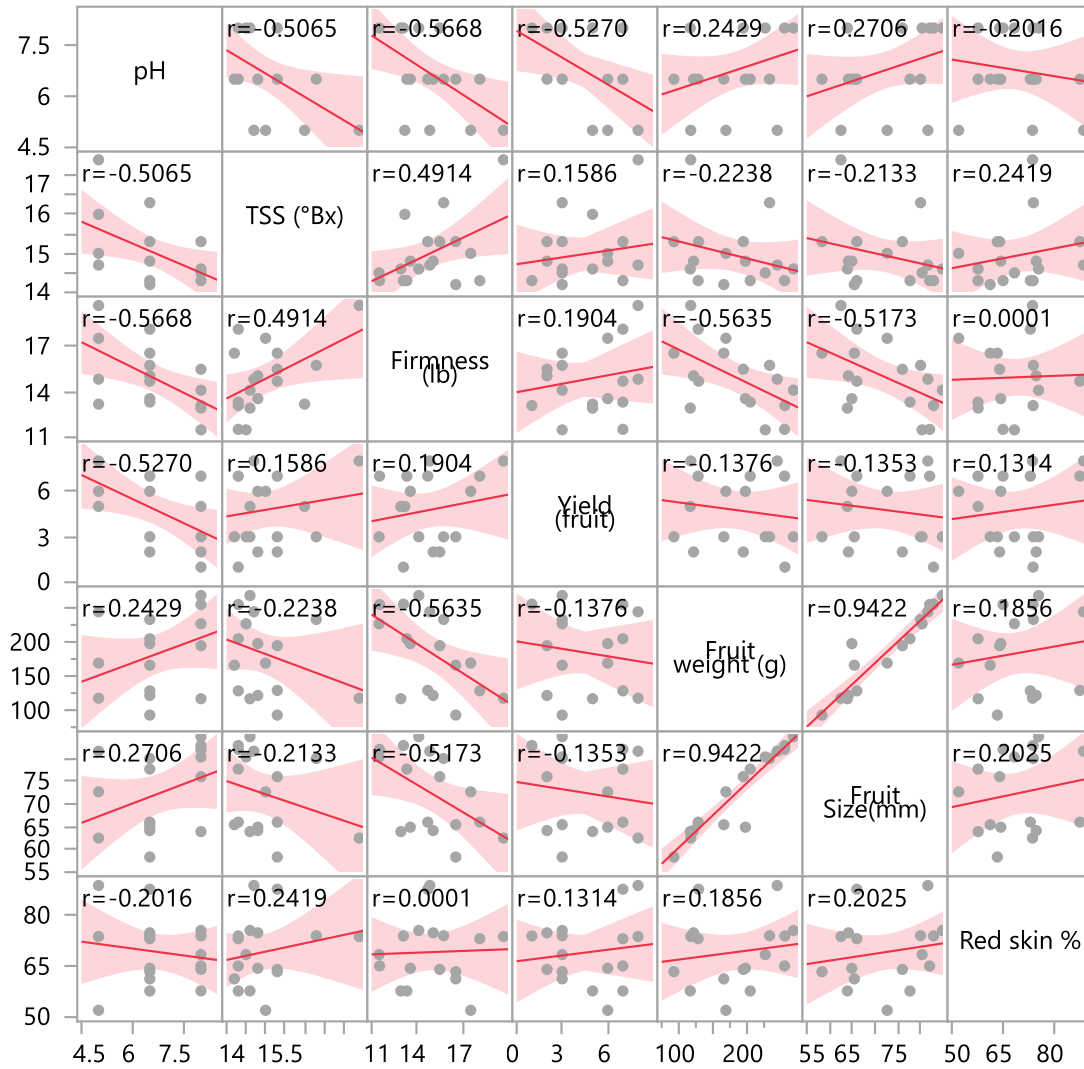 7.5
6
4.5
pH
r=-0.5065
r=-0.5668
r=-0.5270
r=0.2429
r=0.2706
r=-0.2016
17
16
15
14
r=-0.5065
TSS (°Bx)
r=0.4914
r=0.1586
r=-0.2238
r=-0.2133
r=0.2419
17
14
11
r=-0.5668
r=0.4914
Firmness
(lb)
r=0.1904
r=-0.5635
r=-0.5173
r=0.0001
6
3
0
r=-0.5270
r=0.1586
r=0.1904
Yield
(fruit)
r=-0.1376
r=-0.1353
r=0.1314
200
150
100
r=0.2429
r=-0.2238
r=-0.5635
r=-0.1376
Fruit
weight (g)
r=0.9422
r=0.1856
75
70
65
60
55
r=0.2706
r=-0.2133
r=-0.5173
r=-0.1353
r=0.9422
Fruit
Size(mm)
r=0.2025
80
65
50
r=-0.2016
r=0.2419
r=0.0001
r=0.1314
r=0.1856
r=0.2025
Red skin %
4.5 6 7.5 14 15.5 11 14 17 0 3 6 100 200 55 65 75 50 65 80